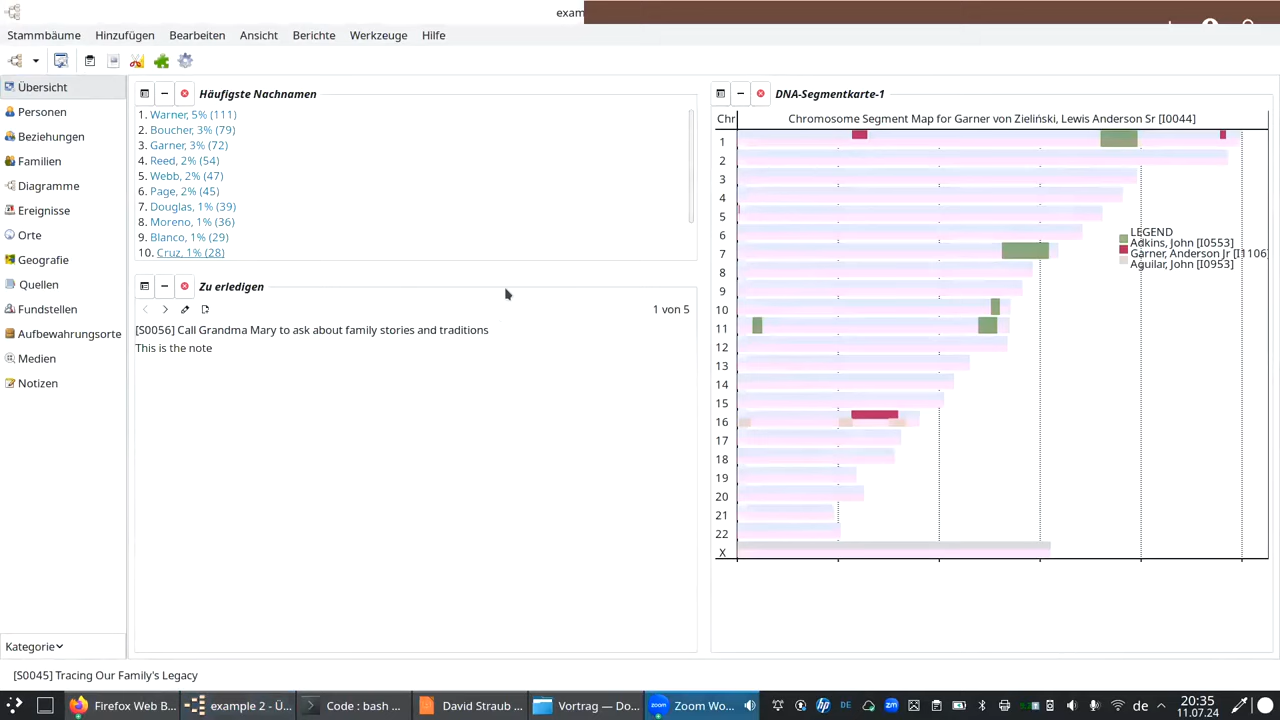 exam
Stammbäume Hinzufügen Bearbeiten Ansicht Berichte Werkzeuge Hilfe
Übersicht
Personen
Beziehungen
Familien
Diagramme
Ereignisse
Orte
Geografie
Quellen
Fundstellen
Aufbewahrungsorte
Medien
Notizen
Kategorie
Häufigste Nachnamen
1. Warner, 5% (111)
2. Boucher, 3% (79)
3. Garner, 3% (72)
4. Reed, 2% (54)
5. Webb, 2% (47)
6. Page, 2% (45)
7. Douglas, 1% (39)
8. Moreno, 1% (36)
9. Blanco, 1% (29)
10. Cruz, 1% (28)
Zu erledigen
1 von 5
[S0056] Call Grandma Mary to ask about family stories and traditions
This is the note
DNA-Segmentkarte-1
Chr Chromosome Segment Map for Garner von Zieliński, Lewis Anderson Sr [[I0044]
1
2
3
4
5
6
7
8
9
10
11
12
13
14
15
16
17
18
19
20
21
22
X
LEGEND
Adkins, John [I0553]
Garner, Anderson Jr [I1106]
Aguilar, John [I0953]
[S0045] Tracing Our Family's Legacy
Firefox Web B... example 2 - Ü... Code : bash ... David Straub ... Vortrag — Do... zoom Zoom Wo... hp DE zm de 20:35
11.07.24